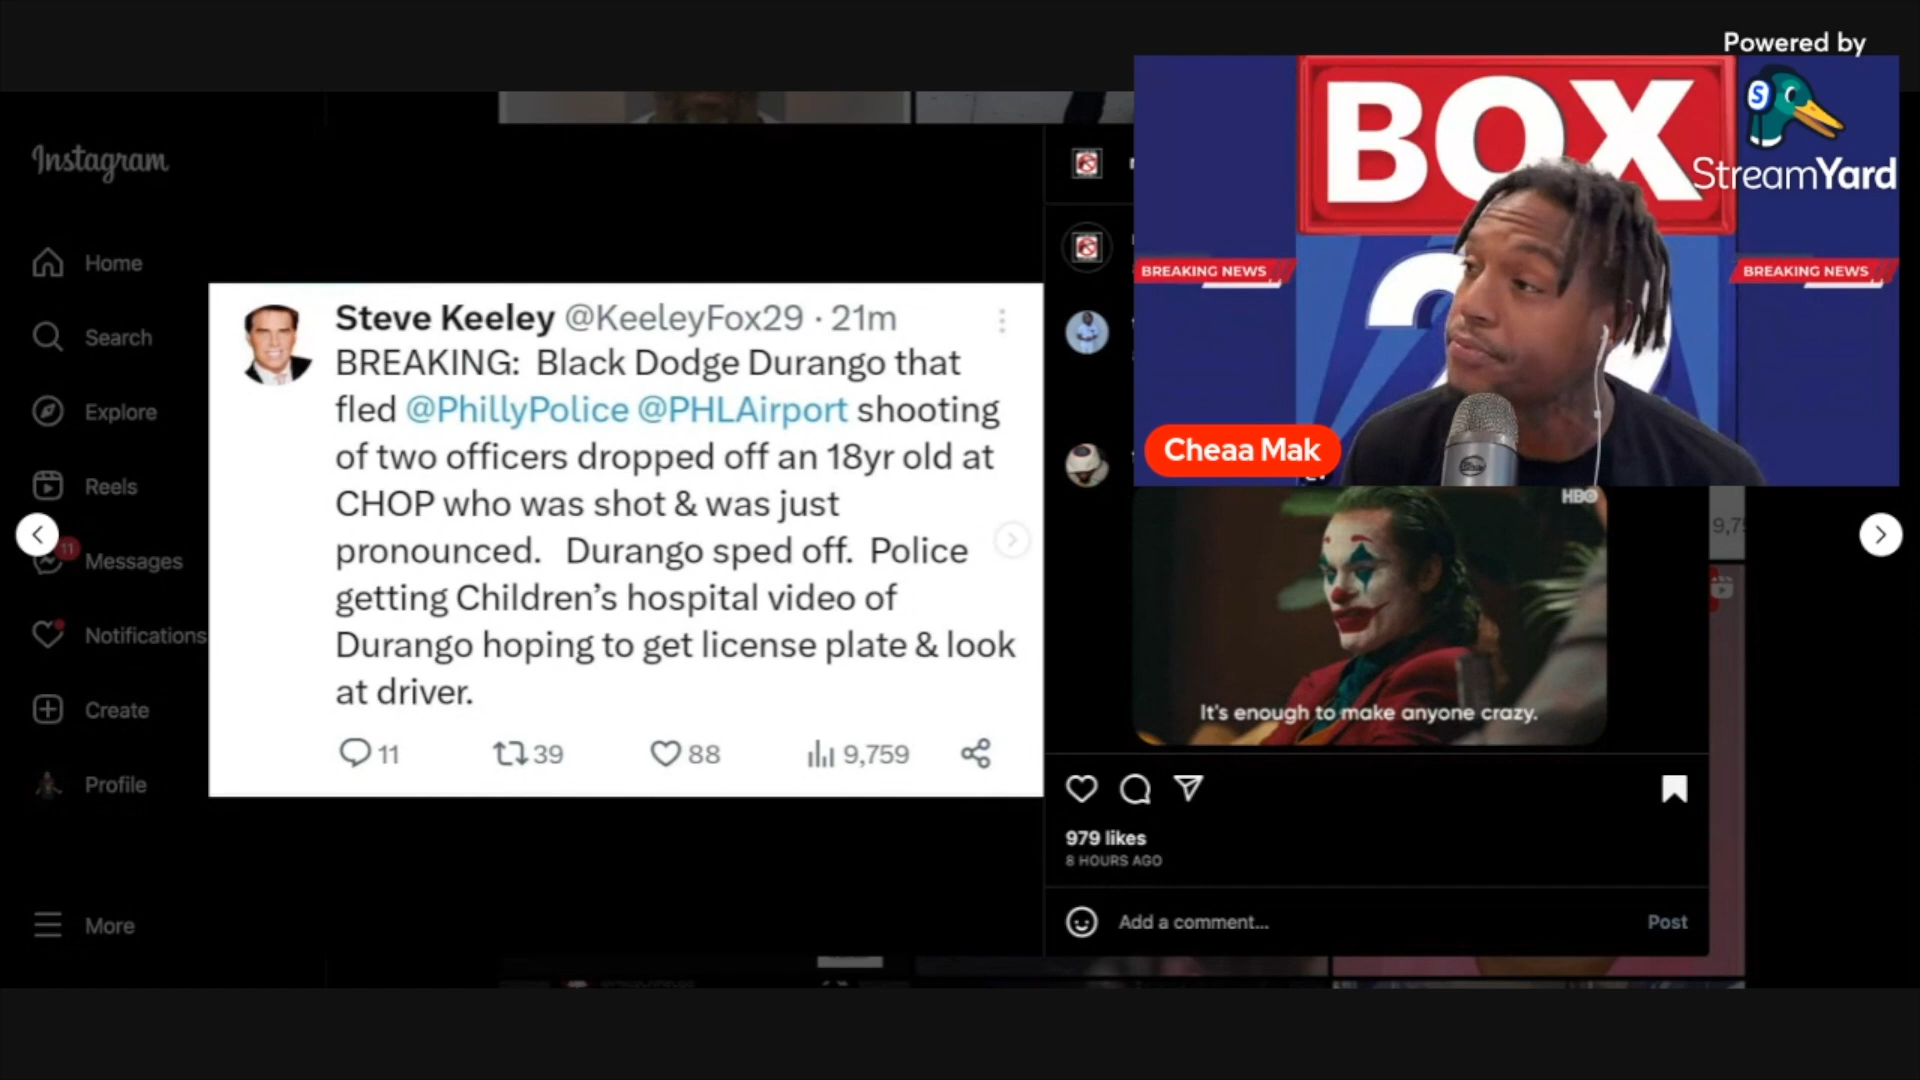 Powered by
StreamYard
BOX
BREAKING NEWS
BREAKING NEWS
Cheaa Mak
Instagram
Home
Search
Explore
Reels
11
Messages
Notifications
Create
Profile
More
Steve Keeley @KeeleyFox29 · 21m
BREAKING:  Black Dodge Durango that
fled @PhillyPolice @PHLAirport shooting
of two officers dropped off an 18yr old at
CHOP who was shot & was just
pronounced.   Durango sped off.  Police
getting Children’s hospital video of
Durango hoping to get license plate & look
at driver.
11 39 88 9,759
HBO
It's enough to make anyone crazy.
979 likes
8 HOURS AGO
Add a comment...
Post